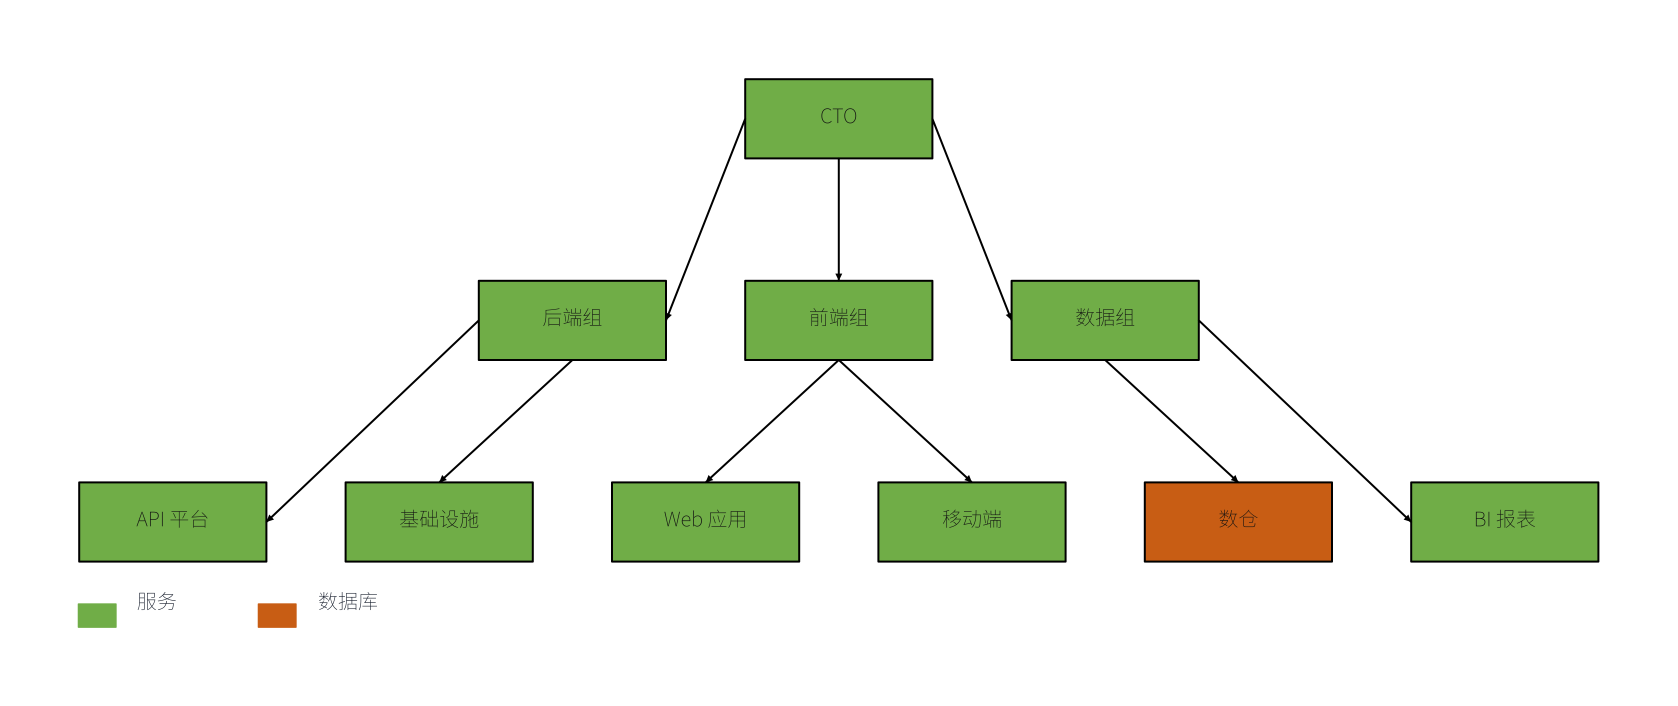 CTO
后端组
前端组
数据组
API 平台
基础设施
Web 应用
移动端
数仓
BI 报表
服务
数据库